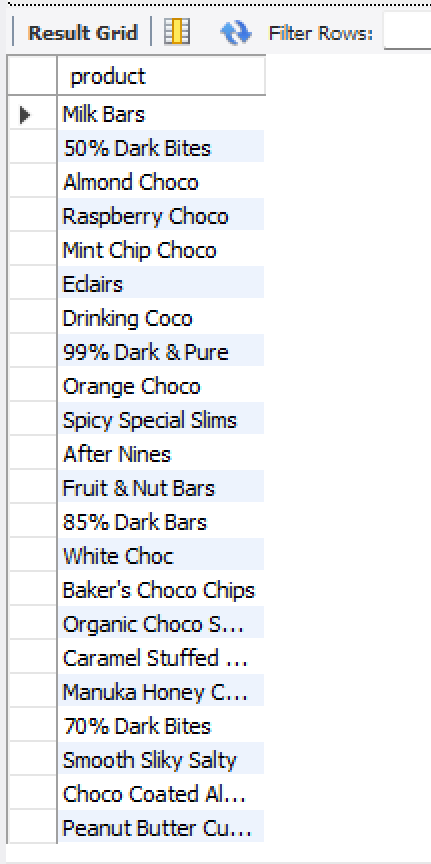 Result Grid Filter Rows:
product
Milk Bars
50% Dark Bites
Almond Choco
Raspberry Choco
Mint Chip Choco
Eclairs
Drinking Coco
99% Dark & Pure
Orange Choco
Spicy Special Slims
After Nines
Fruit & Nut Bars
85% Dark Bars
White Choc
Baker's Choco Chips
Organic Choco S...
Caramel Stuffed ...
Manuka Honey C...
70% Dark Bites
Smooth Sliky Salty
Choco Coated Al...
Peanut Butter Cu...